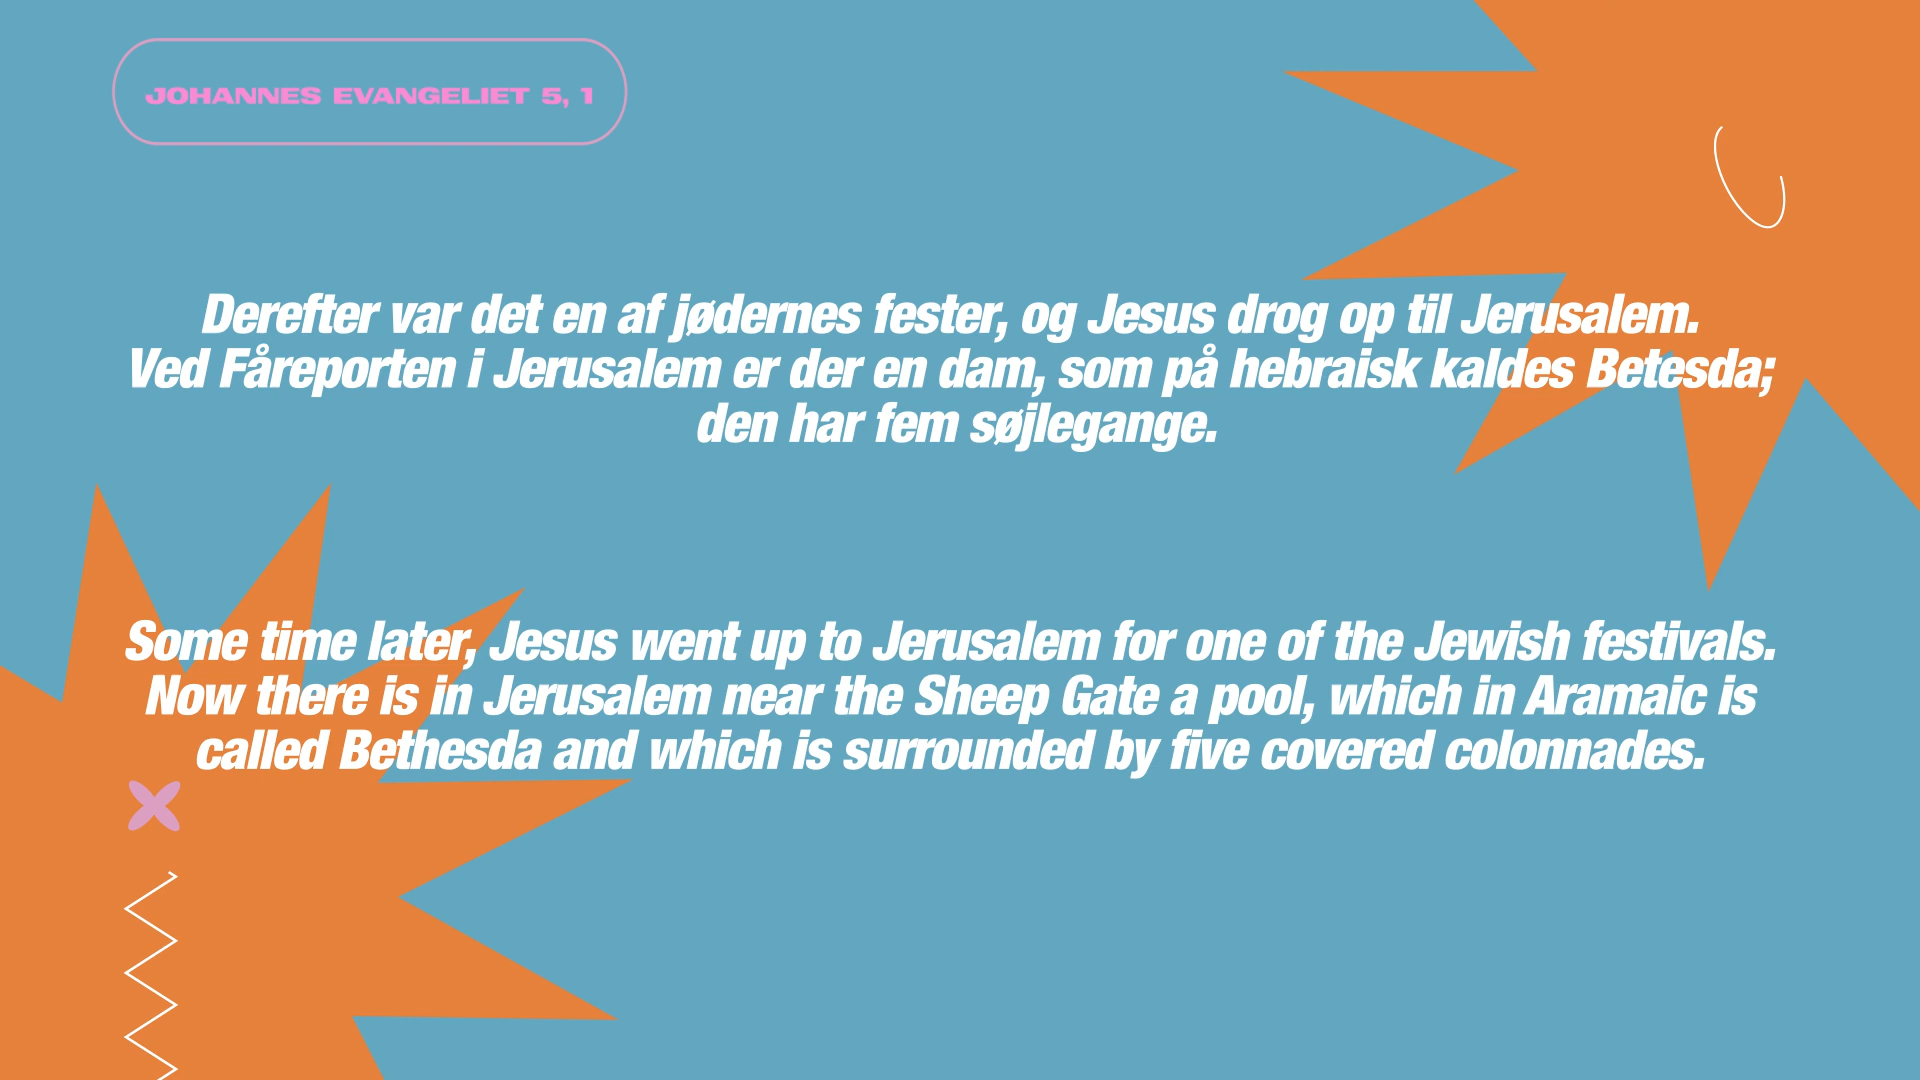 JOHANNES EVANGELIET 5, 1
Derefter var det en af jødernes fester, og Jesus drog op til Jerusalem.
Ved Fåreporten i Jerusalem er der en dam, som på hebraisk kaldes Betesda;
den har fem søjlegange.
Some time later, Jesus went up to Jerusalem for one of the Jewish festivals.
Now there is in Jerusalem near the Sheep Gate a pool, which in Aramaic is
called Bethesda and which is surrounded by five covered colonnades.